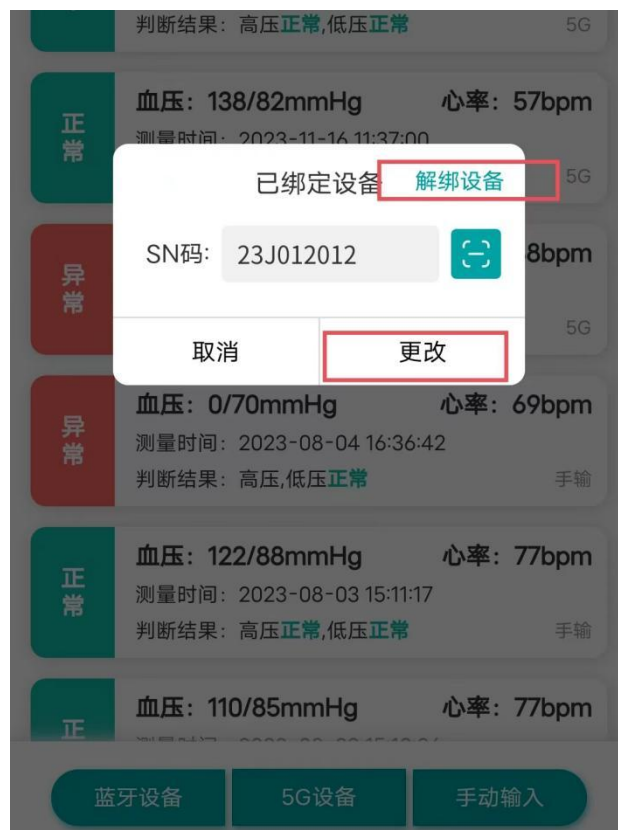 判断结果：高压正常,低压正常
5G
正常
血压：138/82mmHg
心率：57bpm
测量时间：2023-11-16 11:37:00
5G
已绑定设备
解绑设备
SN码:
23J012012
取消
更改
异常
8bpm
5G
异常
血压：0/70mmHg
心率：69bpm
测量时间：2023-08-04 16:36:42
判断结果：高压,低压正常
手输
正常
血压：122/88mmHg
心率：77bpm
测量时间：2023-08-03 15:11:17
判断结果：高压正常,低压正常
手输
正
血压：110/85mmHg
心率：77bpm
蓝牙设备
5G设备
手动输入